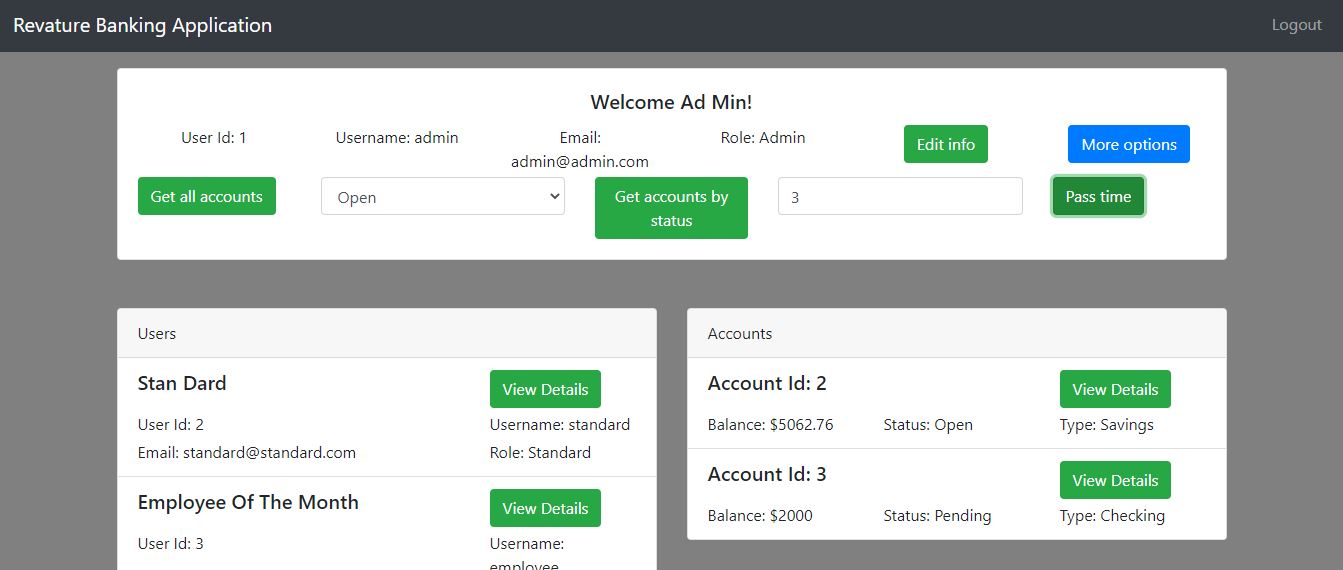 Revature Banking Application
Logout
Welcome Ad Min!
User Id: 1
Username: admin
Email:
admin@admin.com
Role: Admin
Edit info
More options
Get all accounts
Open
Get accounts by
status
3
Pass time
Users
Stan Dard
View Details
User Id: 2
Username: standard
Email: standard@standard.com
Role: Standard
Employee Of The Month
View Details
User Id: 3
Username:
employee
Accounts
Account Id: 2
View Details
Balance: $5062.76
Status: Open
Type: Savings
Account Id: 3
View Details
Balance: $2000
Status: Pending
Type: Checking